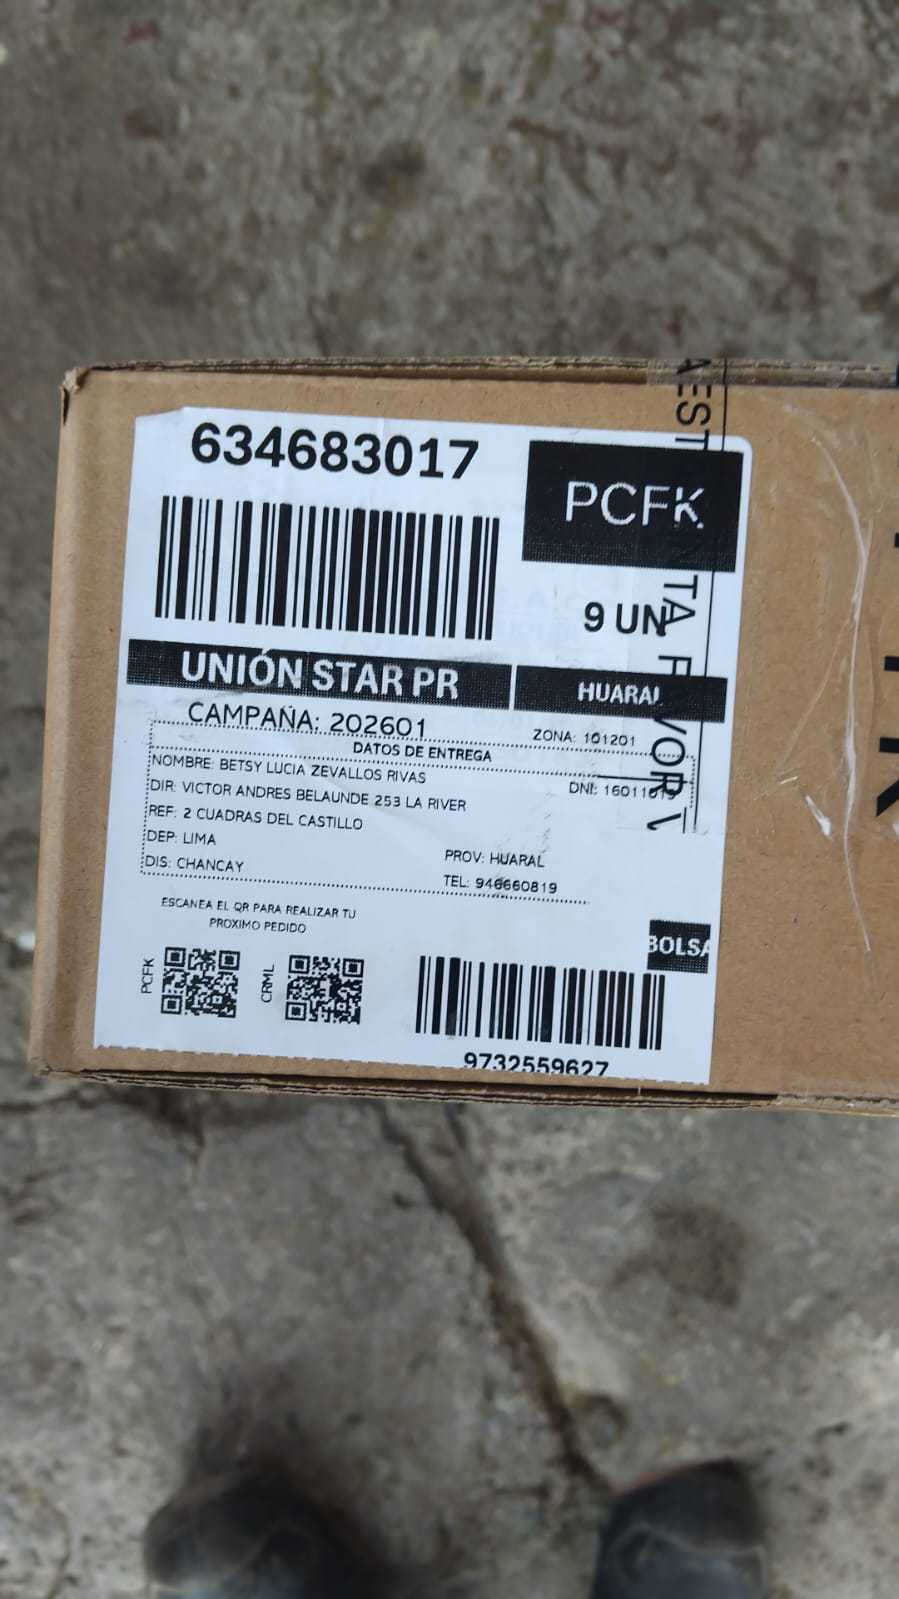 634683017
PCFK
9 UN
UNIÓN STAR PR
HUARAL
CAMPAÑA: 202601
ZONA: 101201
DATOS DE ENTREGA
NOMBRE: BETSY LUCIA ZEVALLOS RIVAS
DNI: 16011
DIR: VICTOR ANDRES BELAUNDE 253 LA RIVER
REF: 2 CUADRAS DEL CASTILLO
DEP: LIMA
PROV: HUARAL
DIS: CHANCAY
TEL: 946660819
ESCANEA EL QR PARA REALIZAR TU
PROXIMO PEDIDO
BOLSA
PCFK
CRML
9732559627